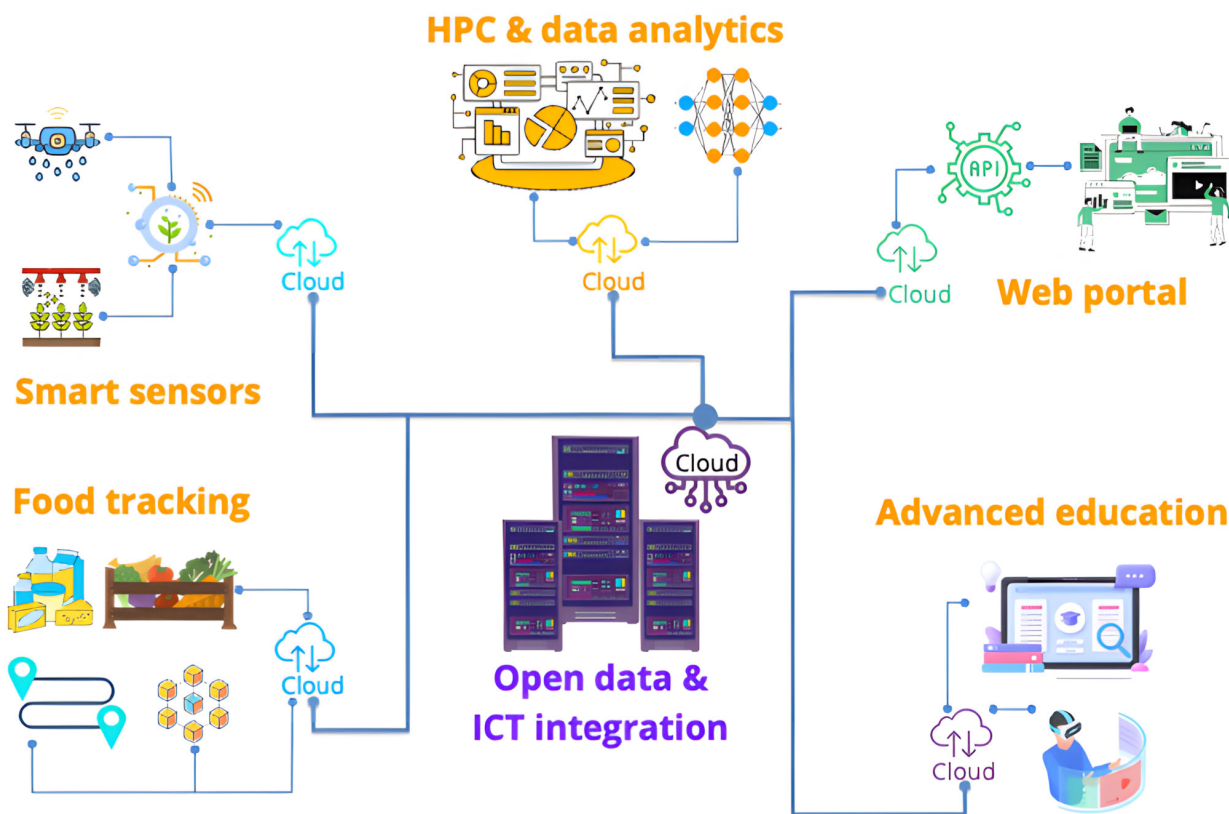 HPC & data analytics
API
Cloud
Cloud
Cloud
Web portal
Smart sensors
Cloud
Food tracking
Advanced education
Cloud
Open data &
ICT integration
Cloud